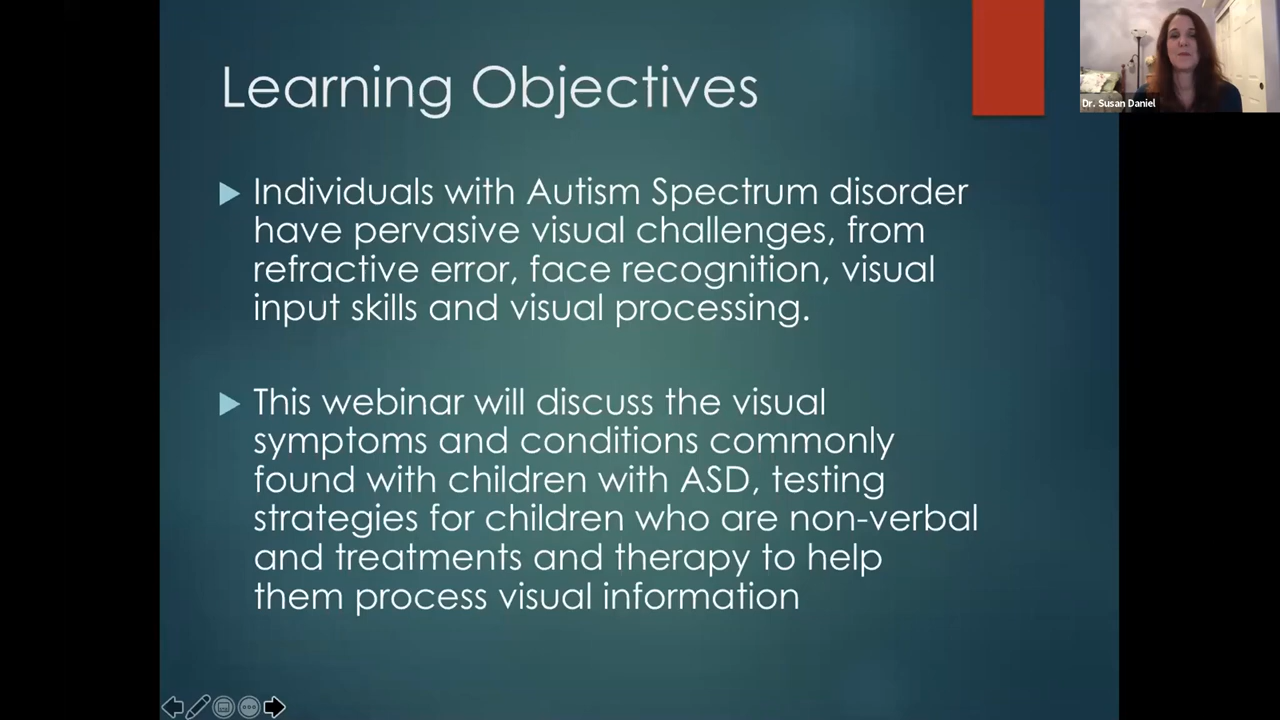 Learning Objectives
Individuals with Autism Spectrum disorder
have pervasive visual challenges, from
refractive error, face recognition, visual
input skills and visual processing.
This webinar will discuss the visual
symptoms and conditions commonly
found with children with ASD, testing
strategies for children who are non-verbal
and treatments and therapy to help
them process visual information
Dr. Susan Daniel